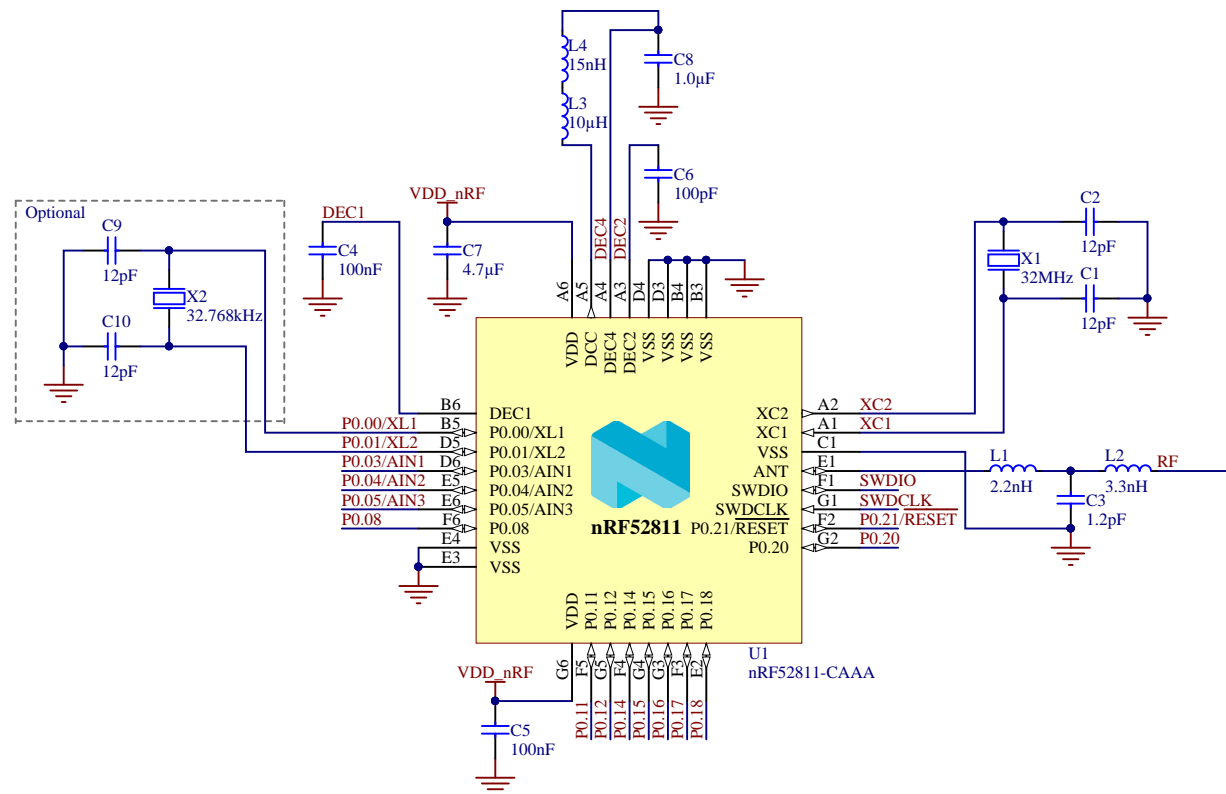 L4
15nH
L3
10µH
C8
1.0µF
C6
100pF
DEC4
DEC2
VDD_nRF
C7
4.7µF
DEC1
C4
100nF
Optional
C9
12pF
X2
32.768kHz
C10
12pF
C2
12pF
X1
32MHz
C1
12pF
A6
A5
A4
A3
D4
D3
B4
B3
VDD
DCC
DEC4
DEC2
VSS
VSS
VSS
VSS
B6 DEC1
P0.00/XL1 B5 P0.00/XL1
P0.01/XL2 D5 P0.01/XL2
P0.03/AIN1 D6 P0.03/AIN1
P0.04/AIN2 E5 P0.04/AIN2
P0.05/AIN3 E6 P0.05/AIN3
P0.08 F6 P0.08
E4 VSS
E3 VSS
nRF52811
XC2 A2 XC2
XC1 A1 XC1
VSS C1
ANT E1
SWDIO F1 SWDIO
SWDCLK G1 SWDCLK
P0.21/RESET F2 P0.21/RESET
P0.20 G2 P0.20
L1
2.2nH
L2
3.3nH
RF
C3
1.2pF
VDD
P0.11
P0.12
P0.14
P0.15
P0.16
P0.17
P0.18
G6
F5
G5
F4
G4
G3
F3
E2
P0.11
P0.12
P0.14
P0.15
P0.16
P0.17
P0.18
U1
nRF52811-CAAA
VDD_nRF
C5
100nF